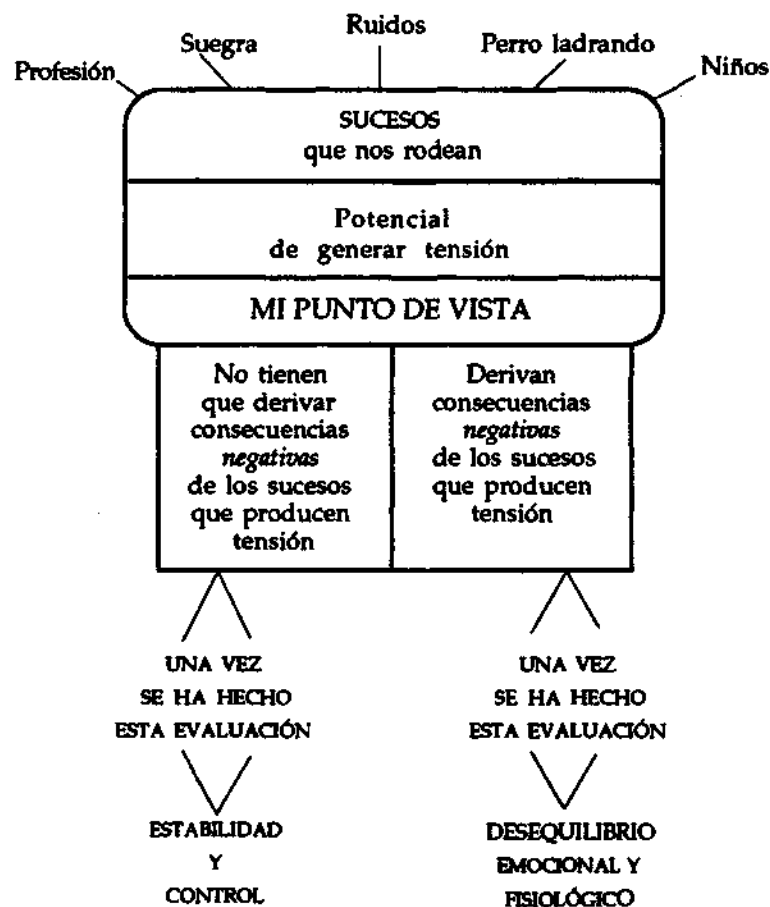 Profesión
Suegra
Ruidos
Perro ladrando
Niños
SUCESOS
que nos rodean
Potencial
de generar tensión
MI PUNTO DE VISTA
No tienen
que derivar
consecuencias
negativas
de los sucesos
que producen
tensión
Derivan
consecuencias
negativas
de los sucesos
que producen
tensión
UNA VEZ
SE HA HECHO
ESTA EVALUACIÓN
UNA VEZ
SE HA HECHO
ESTA EVALUACIÓN
ESTABILIDAD
Y
CONTROL
DESEQUILIBRIO
EMOCIONAL Y
FISIOLÓGICO